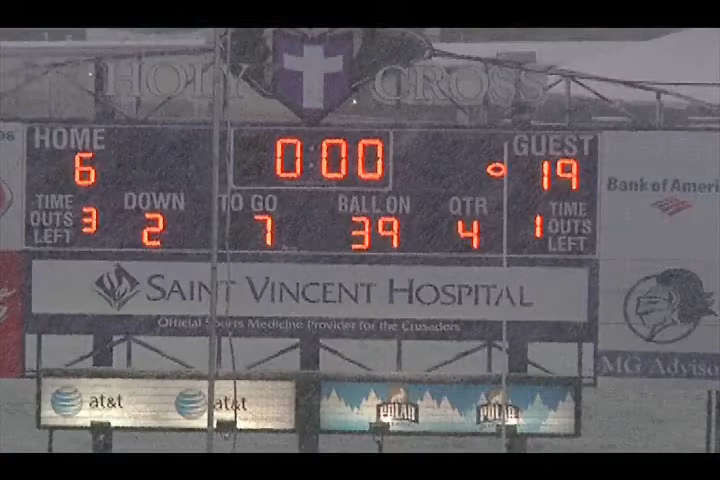 HOLY CROSS
HOME 0:00 GUEST
6 19
TIME OUTS LEFT 3 DOWN 2 TO GO 7 BALL ON 39 QTR 4 1 TIME OUTS LEFT
Bank of Ameri
SAINT VINCENT HOSPITAL
Official Sports Medicine Provider for the Crusaders
MG Adviso
at&t at&t POLAR POLAR